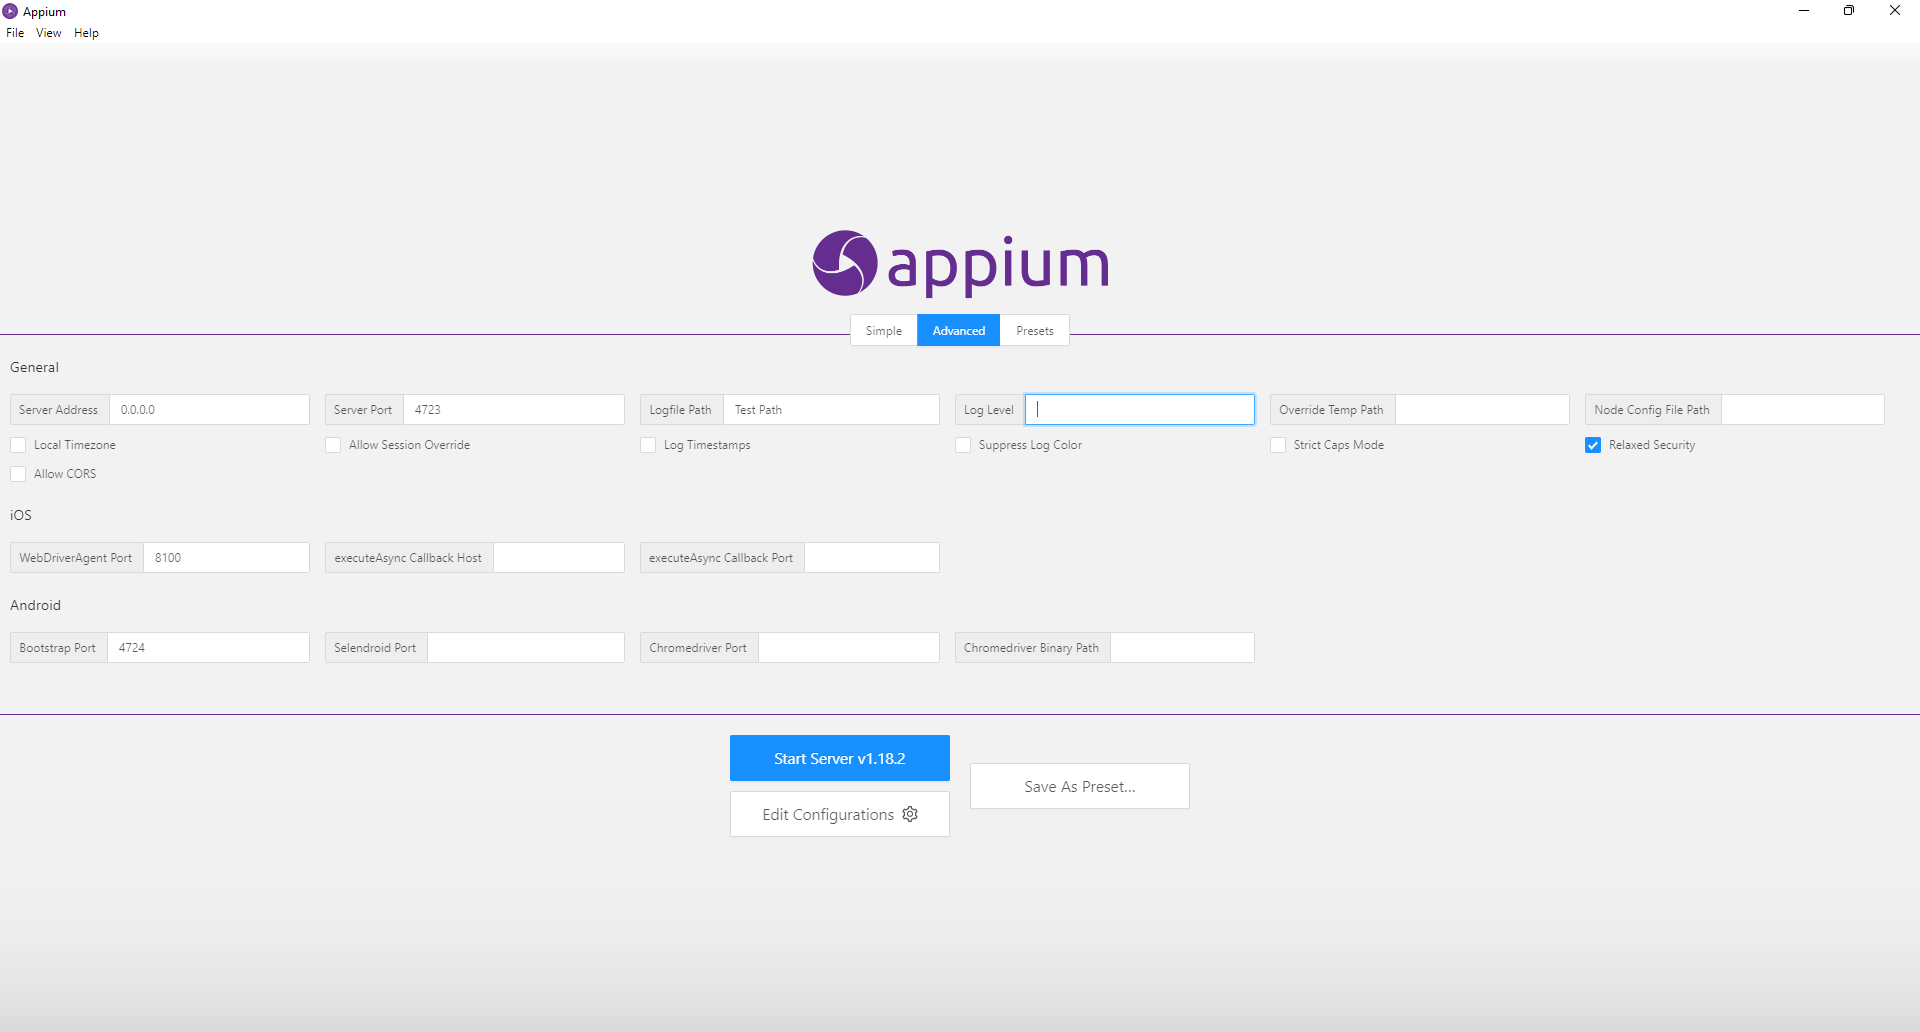 Appium
File View Help
appium
Simple Advanced Presets
General
Server Address 0.0.0.0 Server Port 4723 Logfile Path Test Path Log Level Override Temp Path Node Config File Path
Local Timezone Allow Session Override Log Timestamps Suppress Log Color Strict Caps Mode Relaxed Security
Allow CORS
iOS
WebDriverAgent Port 8100 executeAsync Callback Host executeAsync Callback Port
Android
Bootstrap Port 4724 Selendroid Port Chromedriver Port Chromedriver Binary Path
Start Server v1.18.2
Save As Preset...
Edit Configurations